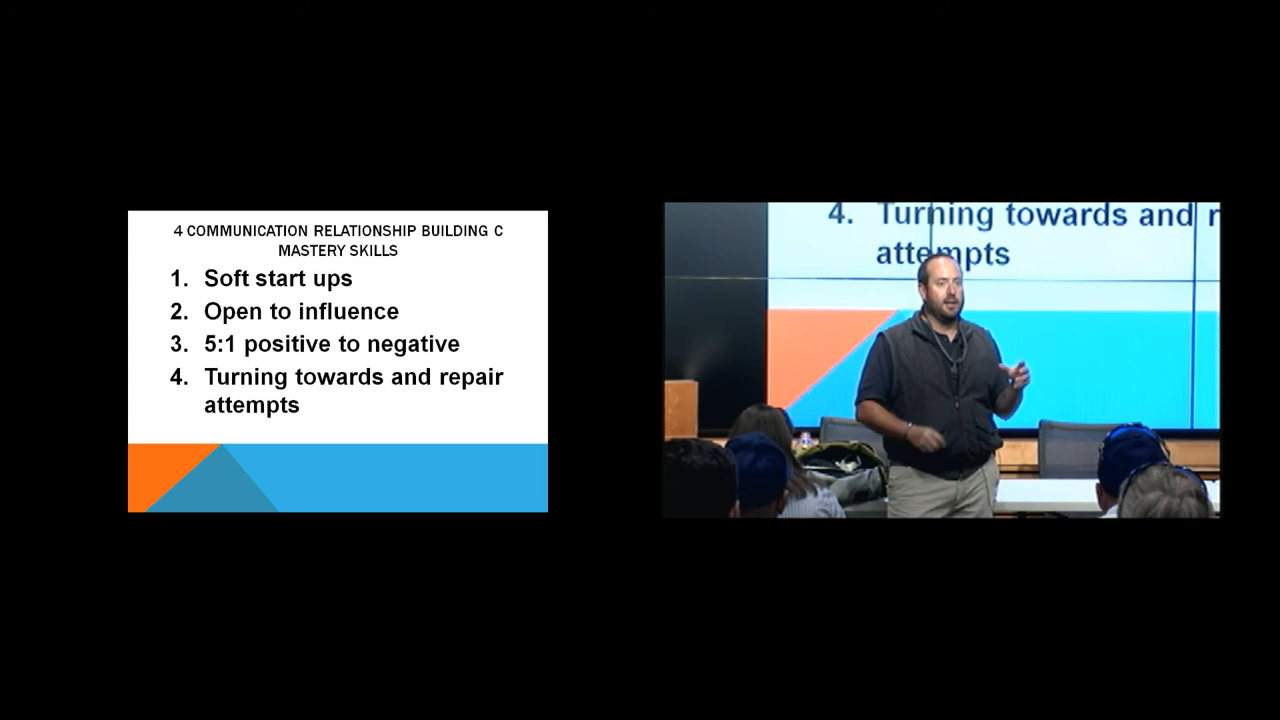 4 COMMUNICATION RELATIONSHIP BUILDING C
MASTERY SKILLS
1. Soft start ups
2. Open to influence
3. 5:1 positive to negative
4. Turning towards and repair
attempts
4. Turning towards and r
attempts